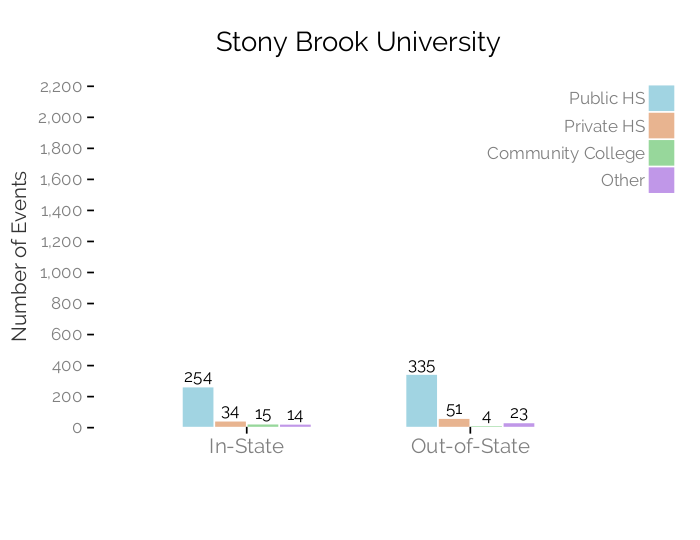 Stony Brook University
Number of Events
2,200
2,000
1,800
1,600
1,400
1,200
1,000
800
600
400
200
0
Public HS
Private HS
Community College
Other
254
34
15
14
335
51
4
23
In-State
Out-of-State